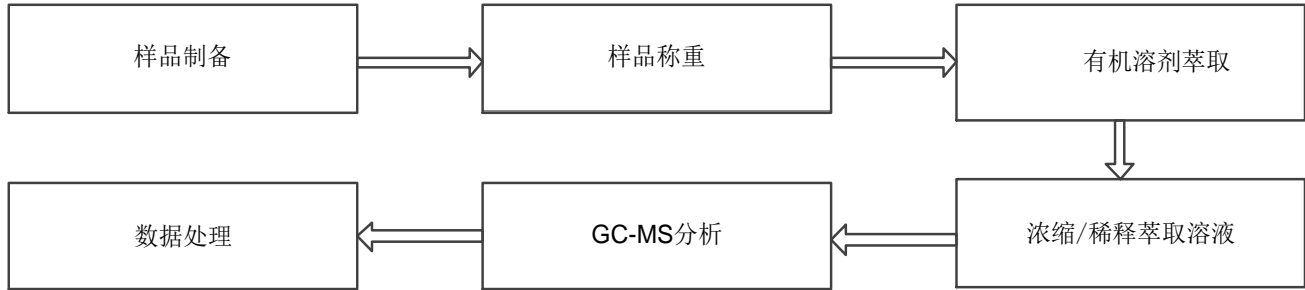 样品制备
样品称重
有机溶剂萃取
浓缩/稀释萃取溶液
GC-MS分析
数据处理